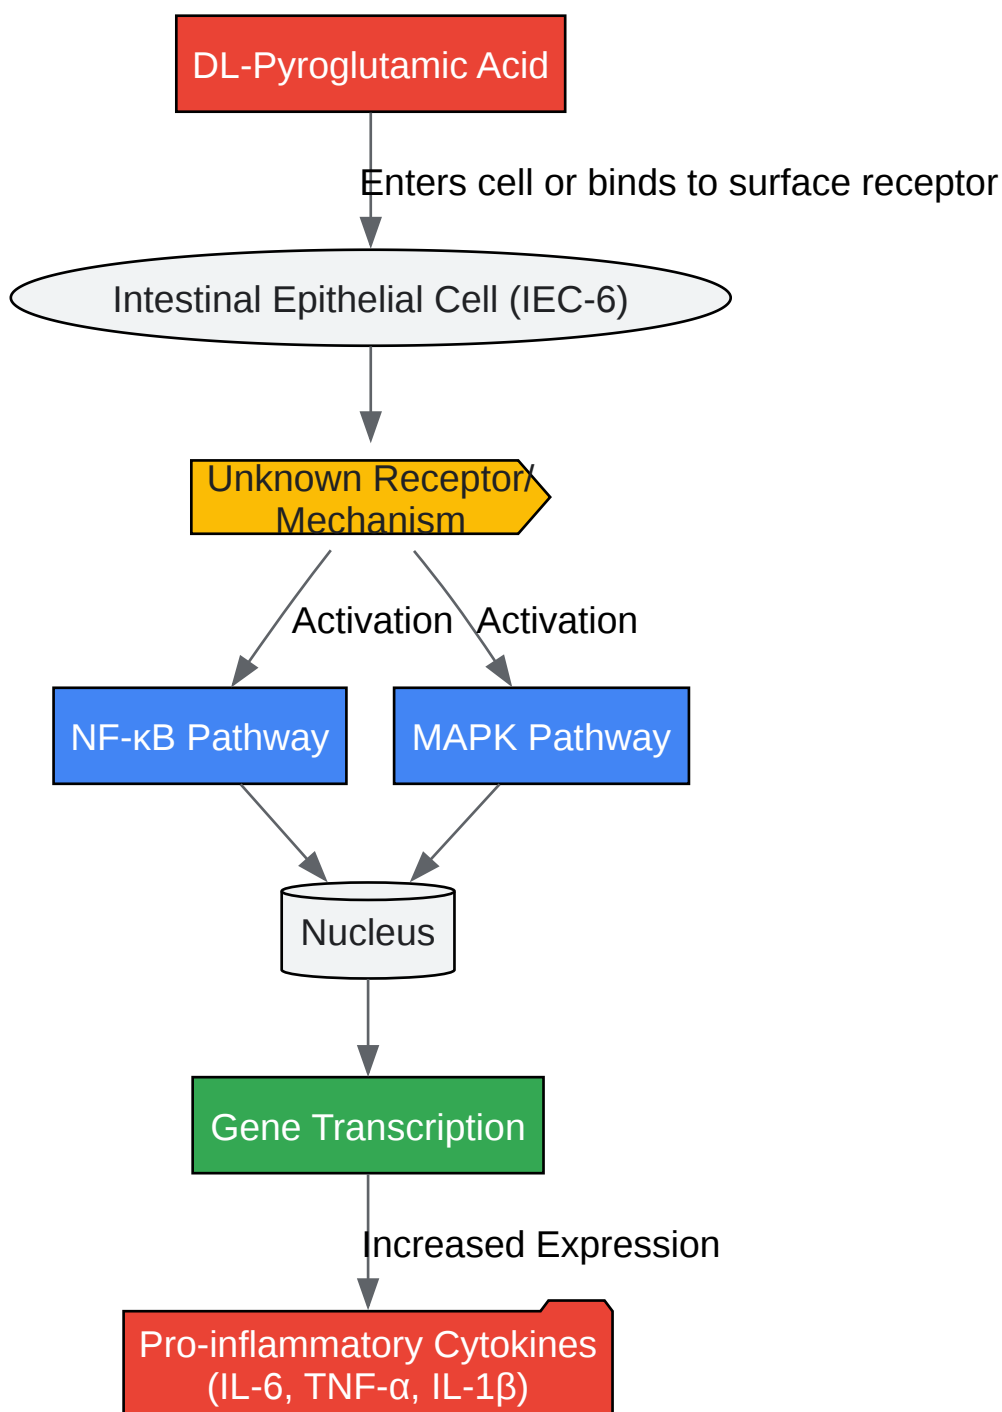 DL-Pyroglutamic Acid
Enters cell or binds to surface receptor
Intestinal Epithelial Cell (IEC-6)
Unknown Receptor/
Mechanism
Activation
Activation
NF-κB Pathway
MAPK Pathway
Nucleus
Gene Transcription
Increased Expression
Pro-inflammatory Cytokines
(IL-6, TNF-α, IL-1β)